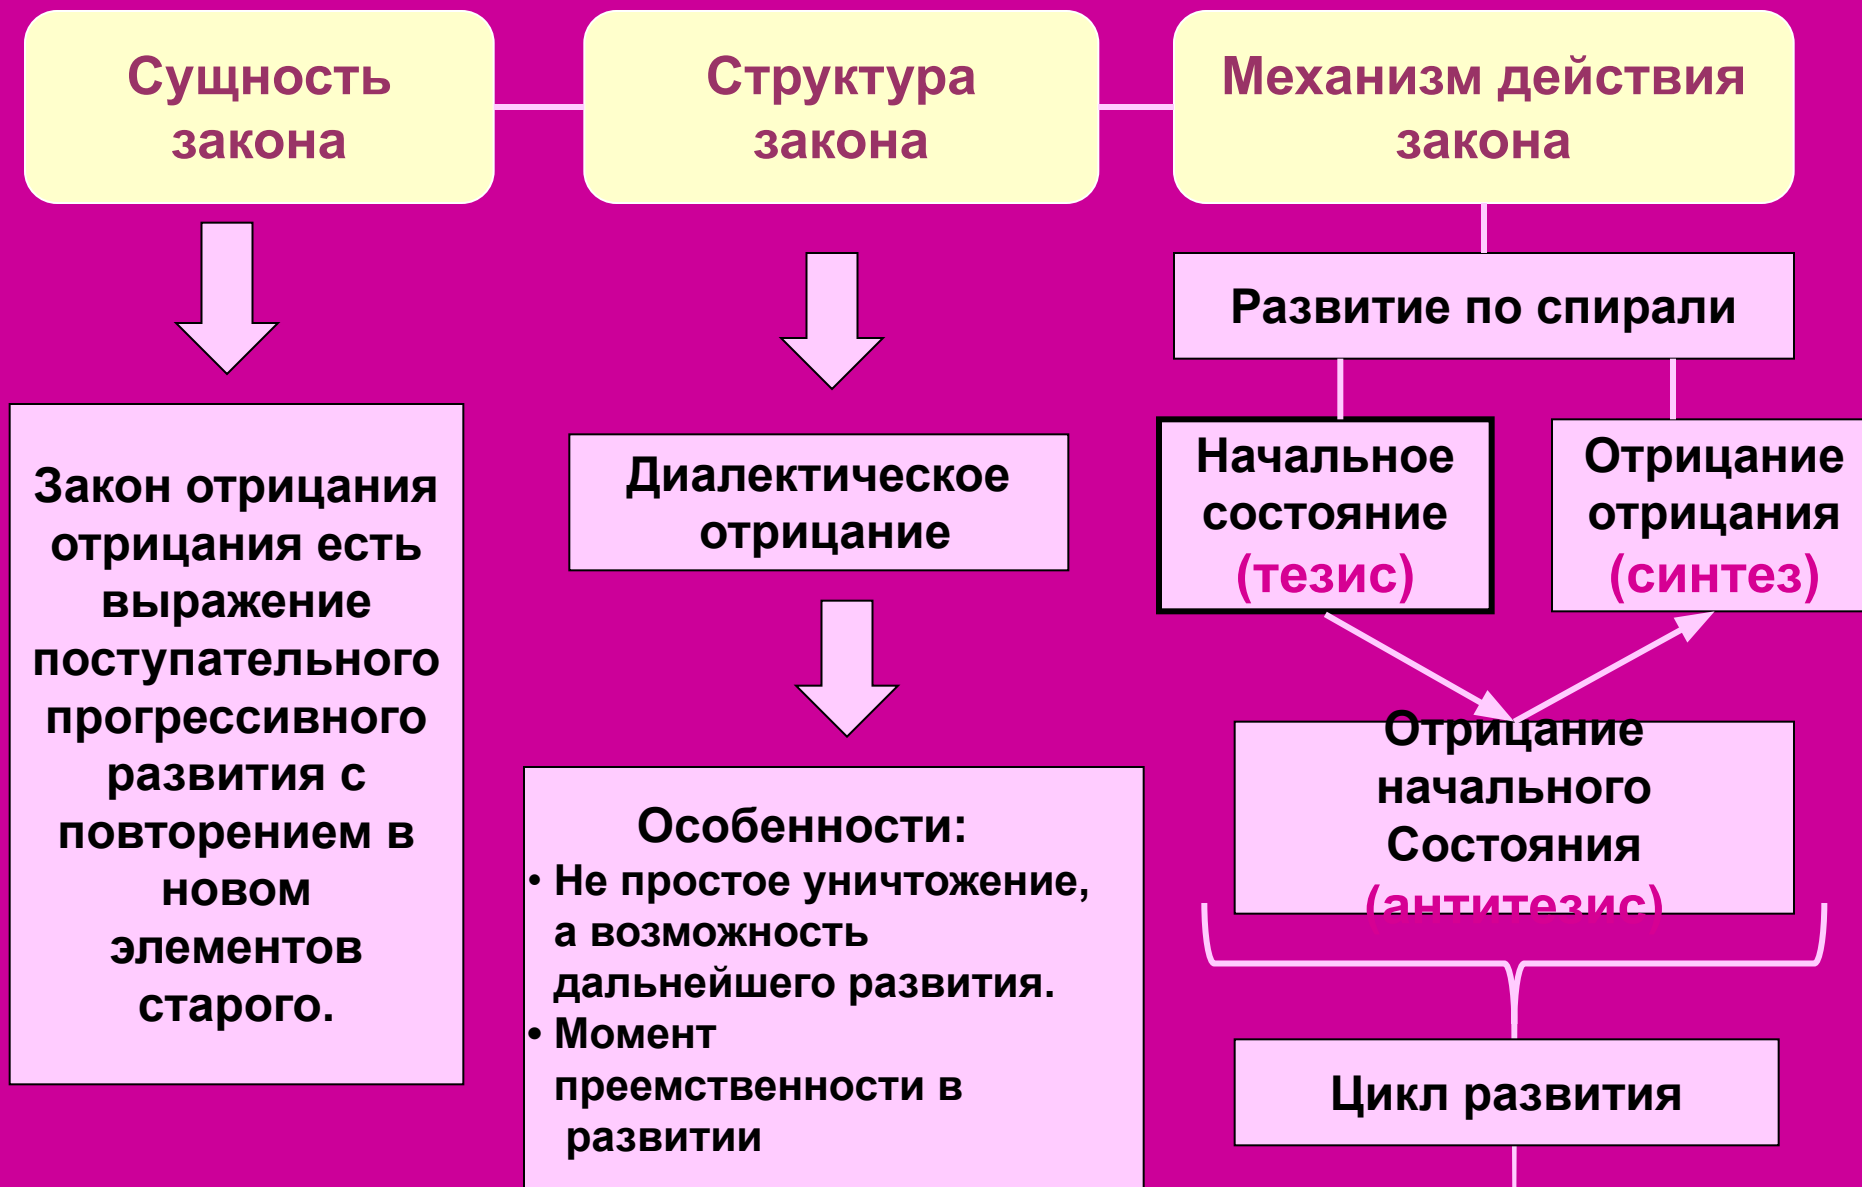 Сущность
закона
Структура
закона
Механизм действия
закона
Закон отрицания
отрицания есть
выражение
поступательного
прогрессивного
развития с
повторением в
новом
элементов
старого.
Диалектическое
отрицание
Особенности:
• Не простое уничтожение,
а возможность
дальнейшего развития.
• Момент
преемственности в
развитии
Развитие по спирали
Начальное
состояние
(тезис)
Отрицание
отрицания
(синтез)
Отрицание
начального
Состояния
(антитезис)
Цикл развития